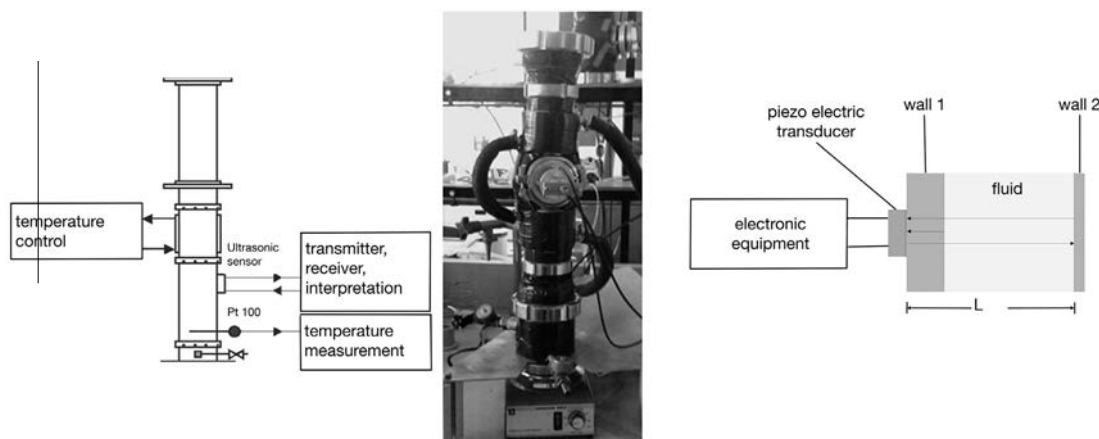 temperature
control
Ultrasonic
sensor
transmitter,
receiver,
interpretation
Pt 100
temperature
measurement
piezo electric
transducer
wall 1
wall 2
fluid
electronic
equipment
L